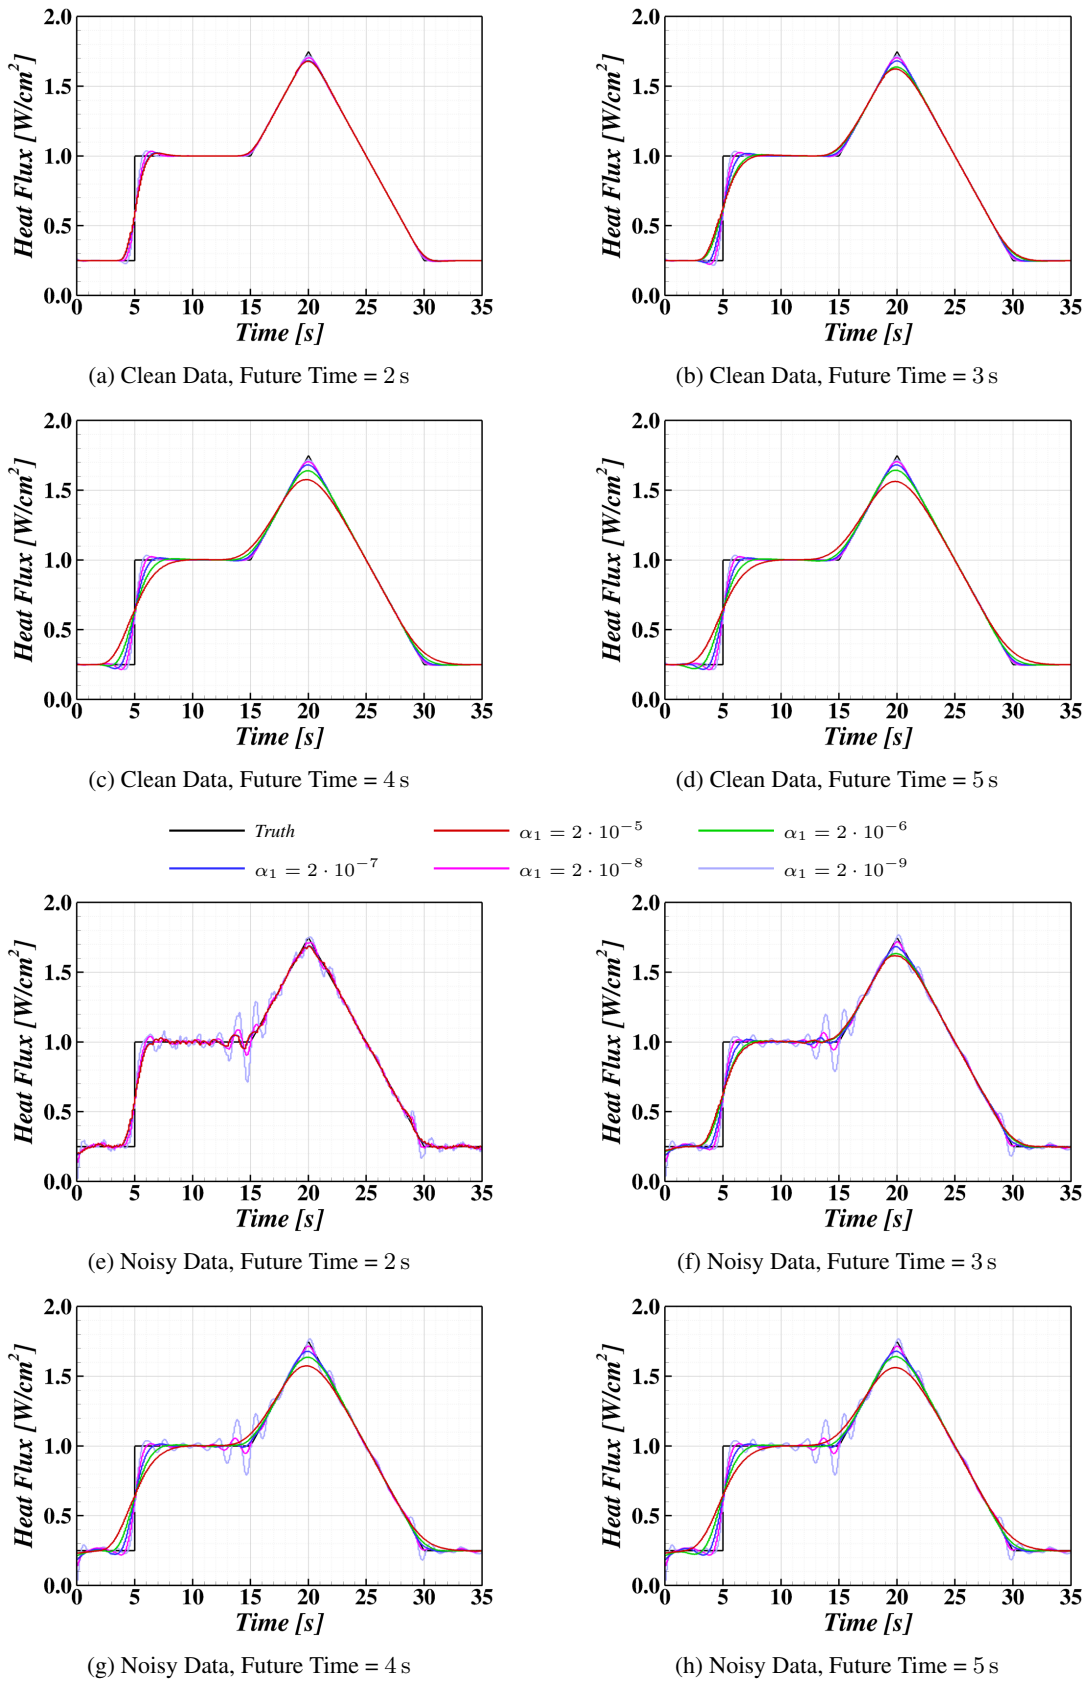 2.0 2.0
1.5 1.5
1.0 1.0
0.5 0.5
0.0 0.0
Heat Flux [W/cm²] Heat Flux [W/cm²]
0 5 10 15 20 25 30 35 0 5 10 15 20 25 30 35
Time [s] Time [s]
(a) Clean Data, Future Time = 2 s (b) Clean Data, Future Time = 3 s
2.0 2.0
1.5 1.5
1.0 1.0
0.5 0.5
0.0 0.0
Heat Flux [W/cm²] Heat Flux [W/cm²]
0 5 10 15 20 25 30 35 0 5 10 15 20 25 30 35
Time [s] Time [s]
(c) Clean Data, Future Time = 4 s (d) Clean Data, Future Time = 5 s
Truth α₁ = 2 · 10⁻⁵ α₁ = 2 · 10⁻⁶
α₁ = 2 · 10⁻⁷ α₁ = 2 · 10⁻⁸ α₁ = 2 · 10⁻⁹
2.0 2.0
1.5 1.5
1.0 1.0
0.5 0.5
0.0 0.0
Heat Flux [W/cm²] Heat Flux [W/cm²]
0 5 10 15 20 25 30 35 0 5 10 15 20 25 30 35
Time [s] Time [s]
(e) Noisy Data, Future Time = 2 s (f) Noisy Data, Future Time = 3 s
2.0 2.0
1.5 1.5
1.0 1.0
0.5 0.5
0.0 0.0
Heat Flux [W/cm²] Heat Flux [W/cm²]
0 5 10 15 20 25 30 35 0 5 10 15 20 25 30 35
Time [s] Time [s]
(g) Noisy Data, Future Time = 4 s (h) Noisy Data, Future Time = 5 s